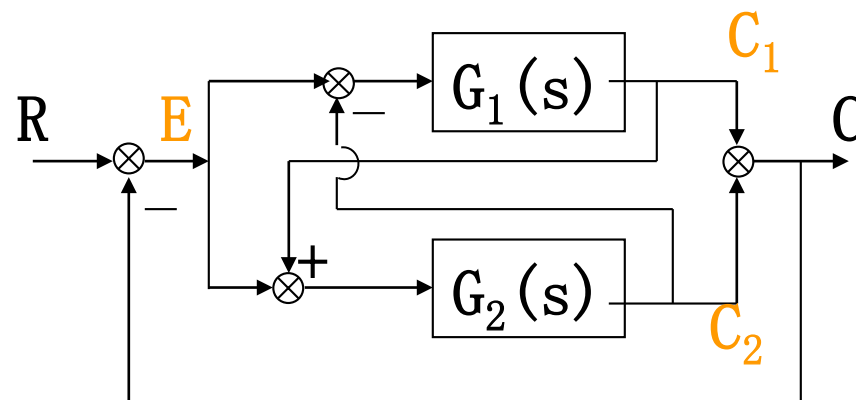 C₁
R E G₁(s) C
−
−
+
G₂(s)
C₂